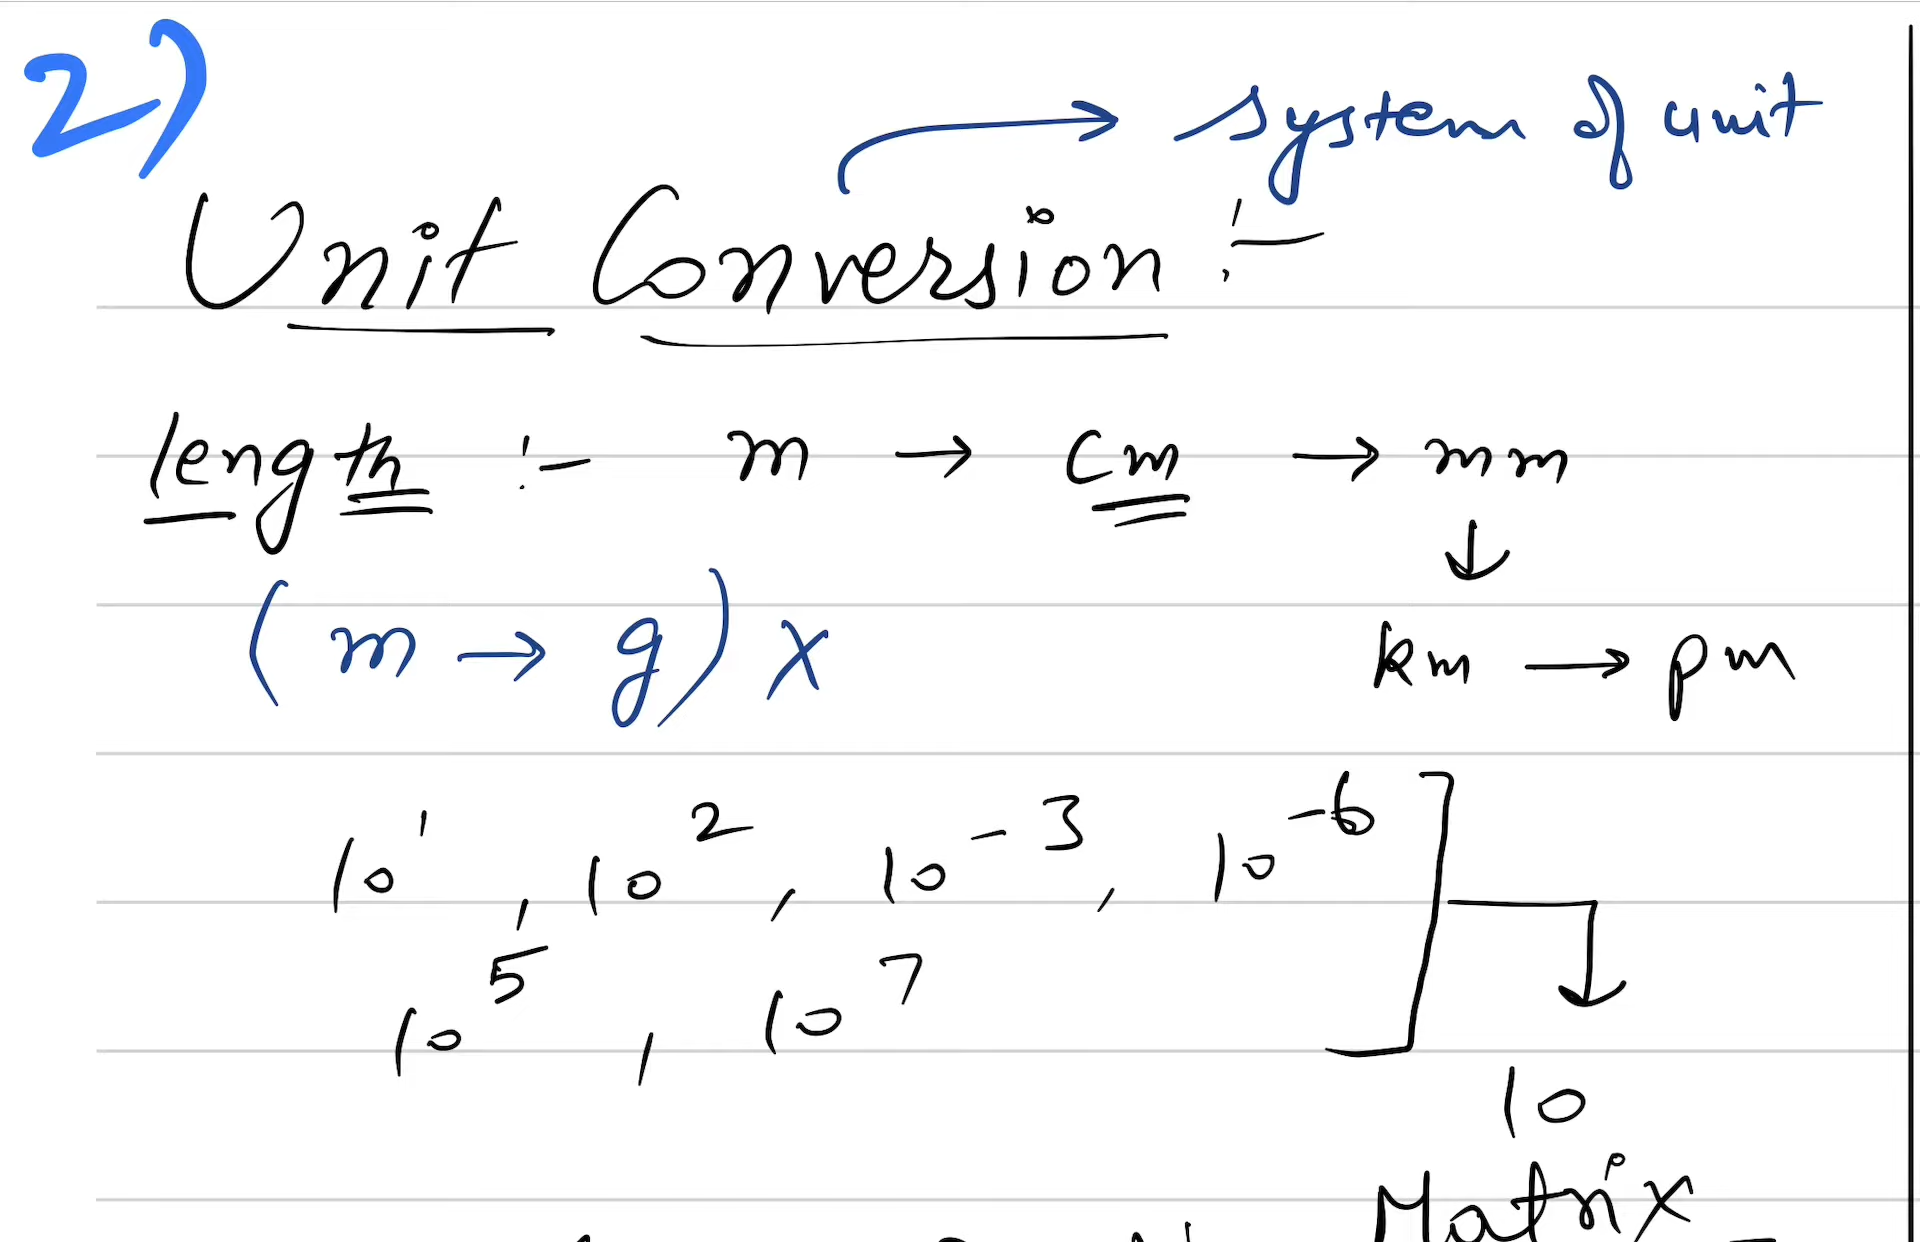 2)
→ system of unit
Unit Conversion :-
length :- m → cm → mm
↓
(m → g) x km → pm
10¹, 10², 10⁻³, 10⁻⁶
10⁵, 10⁷
10
Matrix